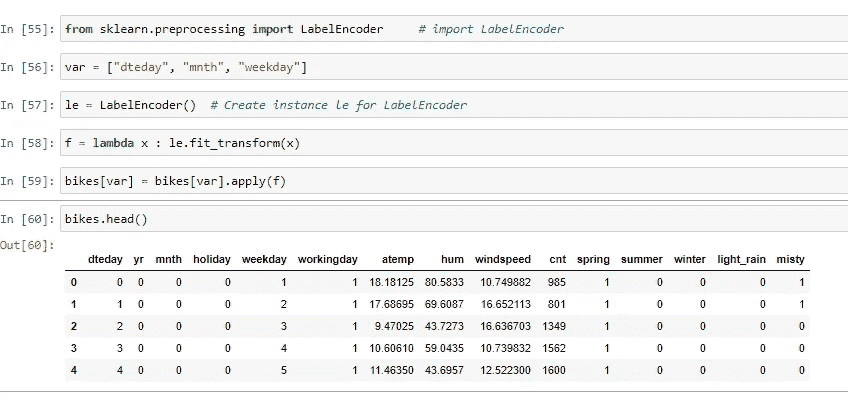 In [55]: from sklearn.preprocessing import LabelEncoder # import LabelEncoder
In [56]: var = ["dteday", "mnth", "weekday"]
In [57]: le = LabelEncoder() # Create instance le for LabelEncoder
In [58]: f = lambda x : le.fit_transform(x)
In [59]: bikes[var] = bikes[var].apply(f)
In [60]: bikes.head()
Out[60]:
dteday yr mnth holiday weekday workingday atemp hum windspeed cnt spring summer winter light_rain misty
0 0 0 0 0 1 1 18.18125 80.5833 10.749882 985 1 0 0 0 1
1 1 0 0 0 2 1 17.68695 69.6087 16.652113 801 1 0 0 0 1
2 2 0 0 0 3 1 9.47025 43.7273 16.636703 1349 1 0 0 0 0
3 3 0 0 0 4 1 10.60610 59.0435 10.739832 1562 1 0 0 0 0
4 4 0 0 0 5 1 11.46350 43.6957 12.522300 1600 1 0 0 0 0